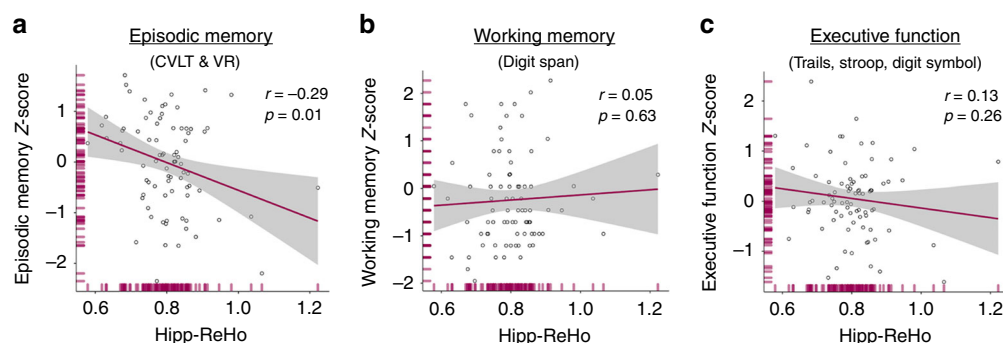 a
Episodic memory
(CVLT & VR)
r = −0.29
p = 0.01
Episodic memory Z-score
1
0
−1
−2
0.6 0.8 1.0 1.2
Hipp-ReHo
b
Working memory
(Digit span)
r = 0.05
p = 0.63
Working memory Z-score
2
1
0
−1
−2
0.6 0.8 1.0 1.2
Hipp-ReHo
c
Executive function
(Trails, stroop, digit symbol)
r = 0.13
p = 0.26
Executive function Z-score
2
1
0
−1
0.6 0.8 1.0 1.2
Hipp-ReHo